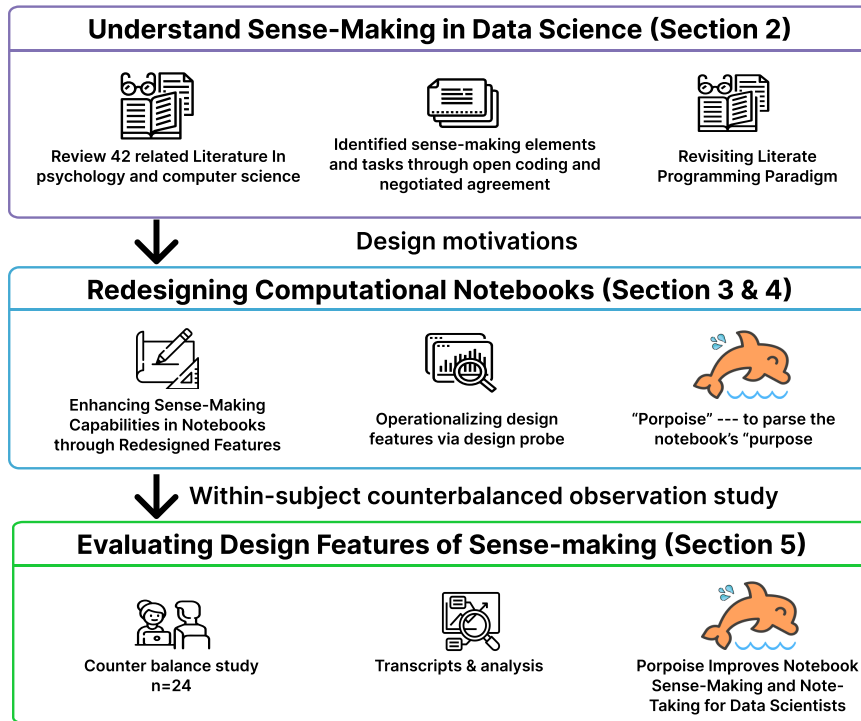 Understand Sense-Making in Data Science (Section 2)
Review 42 related Literature In
psychology and computer science
Identified sense-making elements
and tasks through open coding and
negotiated agreement
Revisiting Literate
Programming Paradigm
Design motivations
Redesigning Computational Notebooks (Section 3 & 4)
Enhancing Sense-Making
Capabilities in Notebooks
through Redesigned Features
Operationalizing design
features via design probe
“Porpoise” --- to parse the
notebook’s “purpose
Within-subject counterbalanced observation study
Evaluating Design Features of Sense-making (Section 5)
Counter balance study
n=24
Transcripts & analysis
Porpoise Improves Notebook
Sense-Making and Note-
Taking for Data Scientists